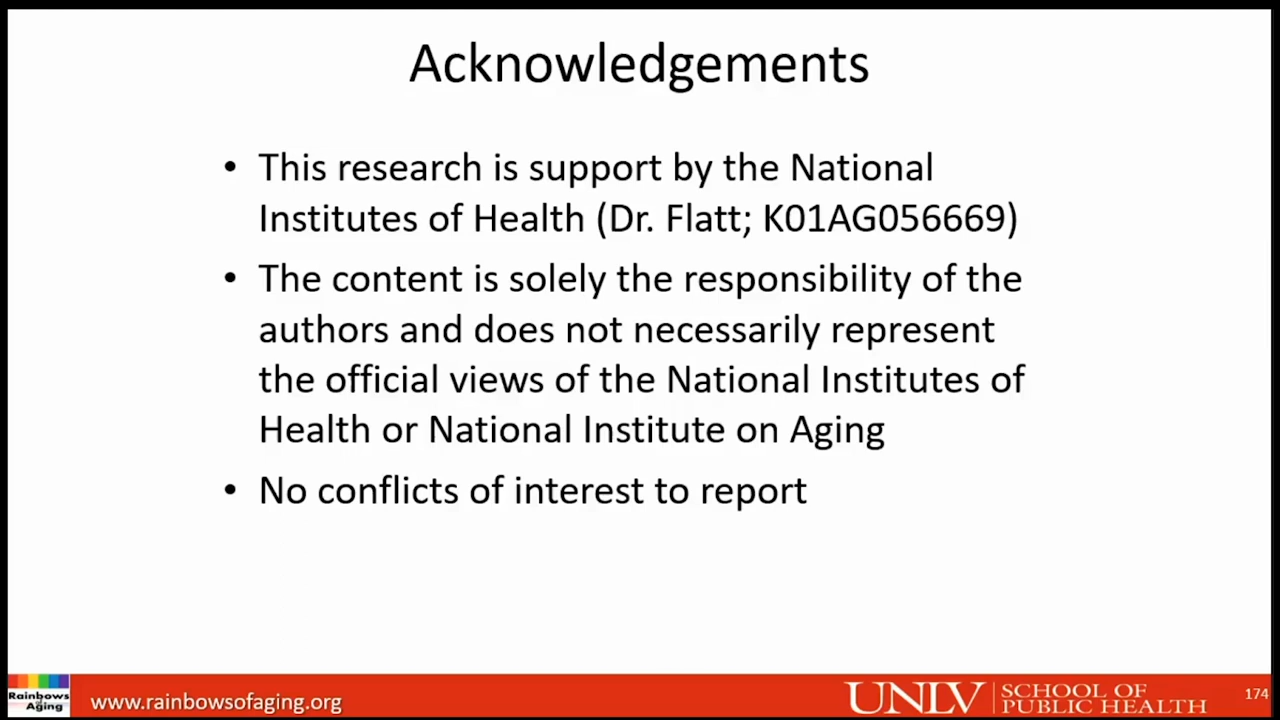 Acknowledgements
• This research is support by the National
Institutes of Health (Dr. Flatt; K01AG056669)
• The content is solely the responsibility of the
authors and does not necessarily represent
the official views of the National Institutes of
Health or National Institute on Aging
• No conflicts of interest to report
Rainbows
of
Aging
www.rainbowsofaging.org
UNLV
SCHOOL OF
PUBLIC HEALTH
174